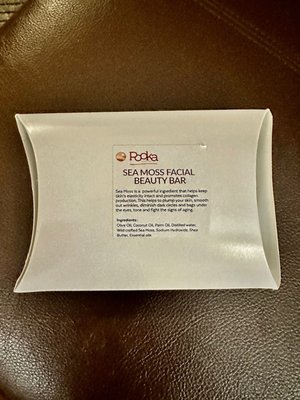 Rooka
SEA MOSS FACIAL
BEAUTY BAR
Sea Moss is a powerful ingredient that helps keep
skin's elasticity intact and promotes collagen
production. This helps to plump your skin, smooth
out wrinkles, diminish dark circles and bags under
the eyes, tone and fight the signs of aging.
Ingredients:
Olive Oil, Coconut Oil, Palm Oil, Distilled water,
Wild crafted Sea Moss, Sodium Hydroxide, Shea
Butter, Essential oils